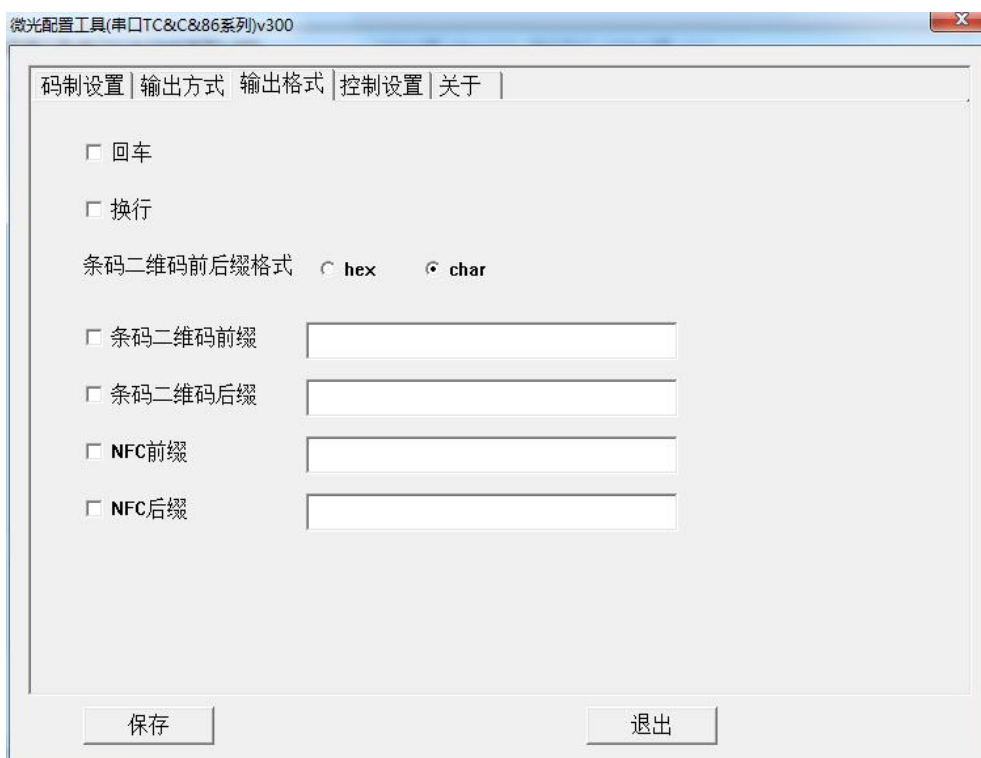 微光配置工具(串口TC&C&86系列)v300
码制设置 输出方式 输出格式 控制设置 关于
回车
换行
条码二维码前后缀格式 hex char
条码二维码前缀
条码二维码后缀
NFC前缀
NFC后缀
保存 退出